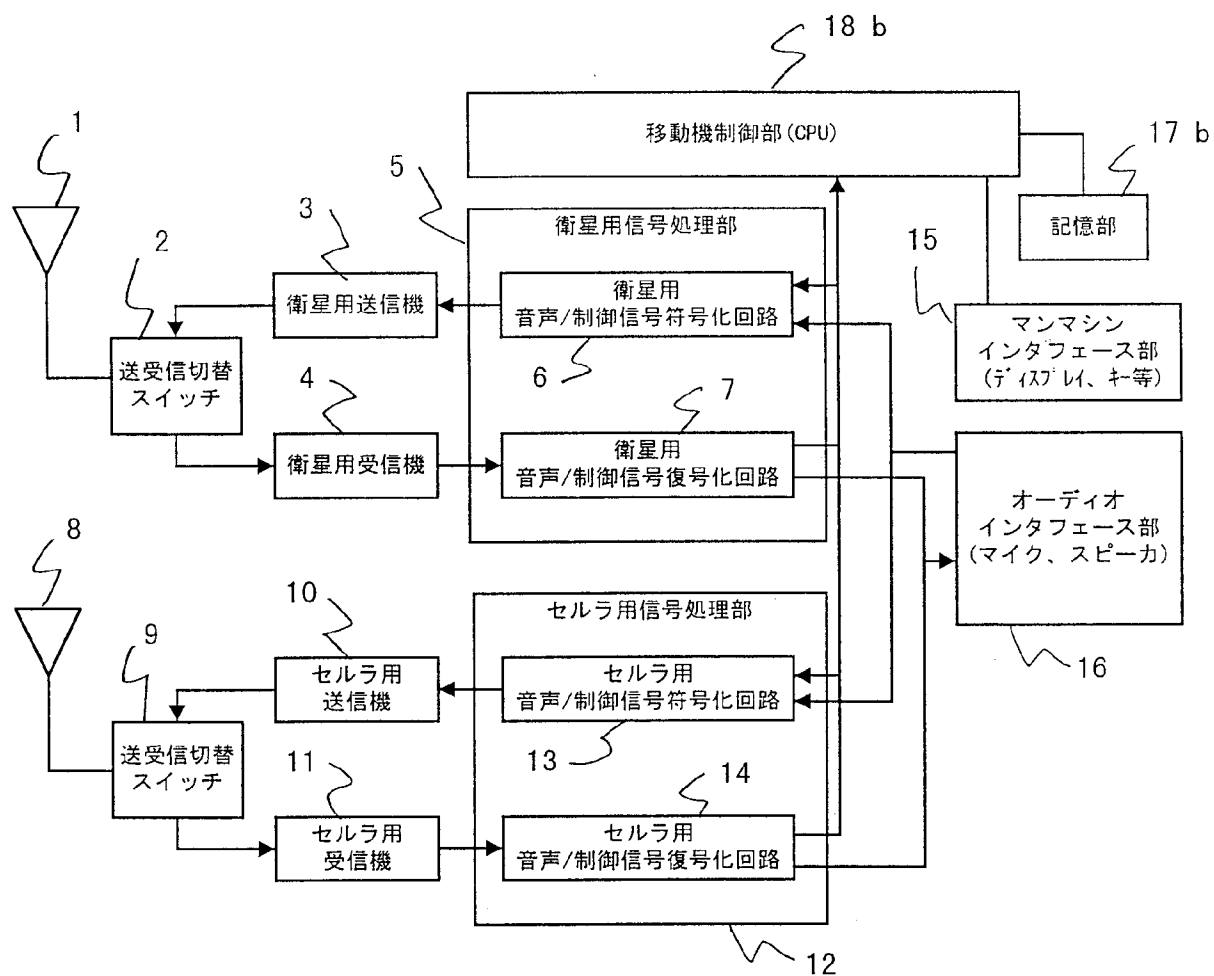 18 b
移動機制御部(CPU)
17 b
記憶部
1
5
3
衛星用信号処理部
2
15
衛星用送信機
衛星用
音声/制御信号符号化回路
マンマシン
インタフェース部
(ディスプレイ、キー等)
送受信切替
スイッチ
4
6
7
衛星用受信機
衛星用
音声/制御信号復号化回路
オーディオ
インタフェース部
(マイク、スピーカ)
8
10
セルラ用信号処理部
9
16
セルラ用
送信機
セルラ用
音声/制御信号符号化回路
送受信切替
スイッチ
11
13
14
セルラ用
受信機
セルラ用
音声/制御信号復号化回路
12